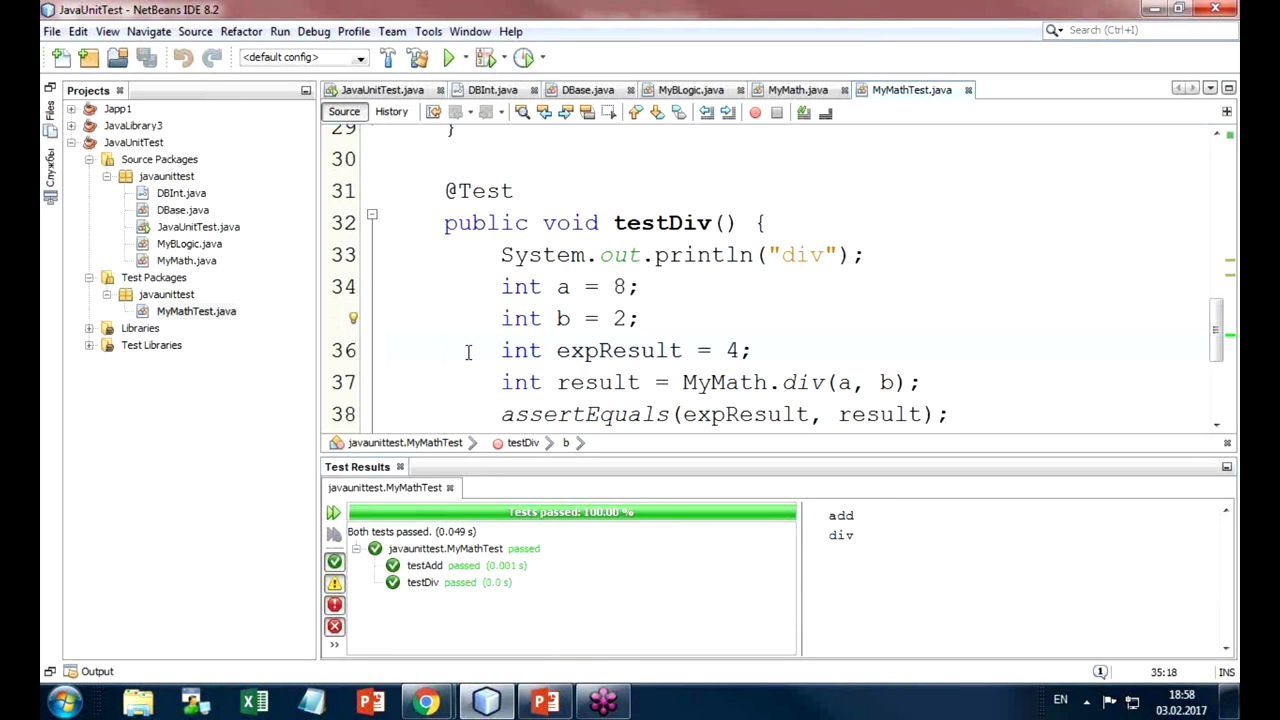 JavaUnitTest - NetBeans IDE 8.2
File Edit View Navigate Source Refactor Run Debug Profile Team Tools Window Help
Search (Ctrl+I)
<default config>
Projects
Файлы
Службы
Japp1
JavaLibrary3
JavaUnitTest
Source Packages
javaunittest
DBInt.java
DBase.java
JavaUnitTest.java
MyBLogic.java
MyMath.java
Test Packages
javaunittest
MyMathTest.java
Libraries
Test Libraries
JavaUnitTest.java DBInt.java DBase.java MyBLogic.java MyMath.java MyMathTest.java
Source History
29 }
30
31 @Test
32 public void testDiv() {
33 System.out.println("div");
34 int a = 8;
int b = 2;
36 int expResult = 4;
37 int result = MyMath.div(a, b);
38 assertEquals(expResult, result);
javaunittest.MyMathTest testDiv b
Test Results
javaunittest.MyMathTest
Tests passed: 100.00 %
Both tests passed. (0.049 s)
javaunittest.MyMathTest passed
testAdd passed (0.001 s)
testDiv passed (0.0 s)
>>
add
div
Output
1
35:18
INS
EN
18:58
03.02.2017